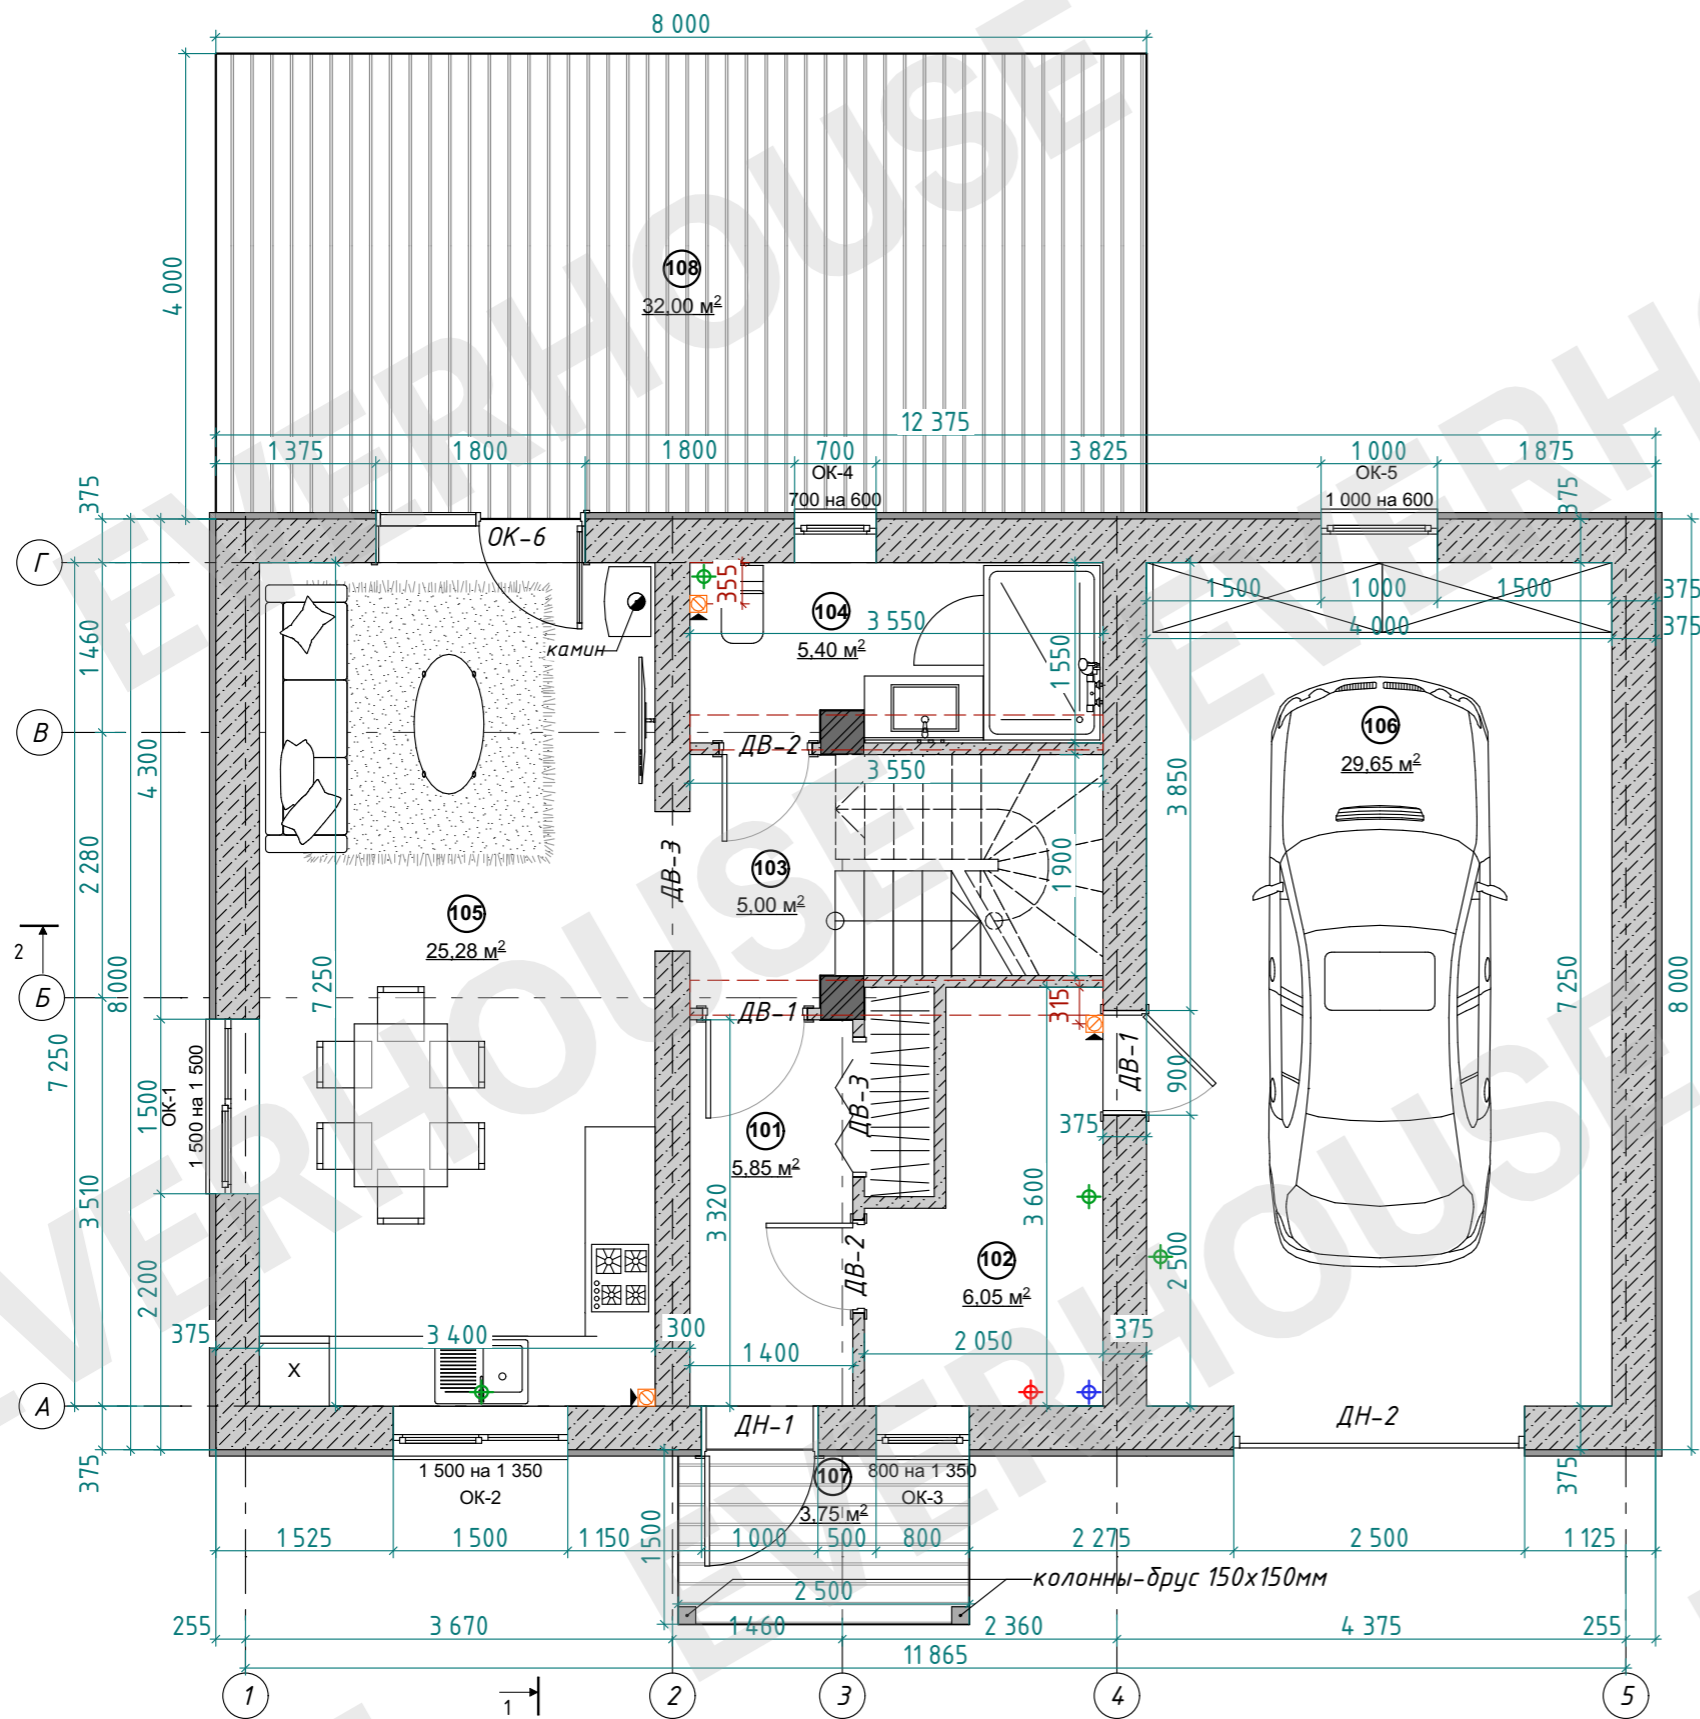 8 000
4 000
108
32,00 м²
12 375
1 375
1 800
1 800
700
3 825
1 000
1 875
ОК-4
ОК-5
700 на 600
1 000 на 600
375
375
Г
ОК-6
355
104
5,40 м²
3 550
1 500
1 000
1 500
375
4 000
375
камин
1 460
1 550
106
29,65 м²
В
ДВ-2
3 550
4 300
3 850
2 280
ДВ-3
103
5,00 м²
1 900
105
25,28 м²
2
8 000
7 250
7 250
8 000
Б
ДВ-1
315
7 250
ОК-1
1 500 на 1 500
1 500
ДВ-3
ДВ-1
900
375
101
5,85 м²
3 510
3 320
3 600
2 500
ДВ-2
102
6,05 м²
2 200
375
3 400
300
1 400
2 050
375
X
А
ДН-1
ДН-2
375
1 500 на 1 350
ОК-2
107
3,75 м²
800 на 1 350
ОК-3
375
1 525
1 500
1 150
1 500
1 000
500
800
2 275
2 500
1 125
2 500
колонны-брус 150х150мм
255
3 670
1 460
2 360
4 375
255
11 865
1
2
3
4
5
1
EVERHOUSE
EVERHOUSE
EVERHOUSE